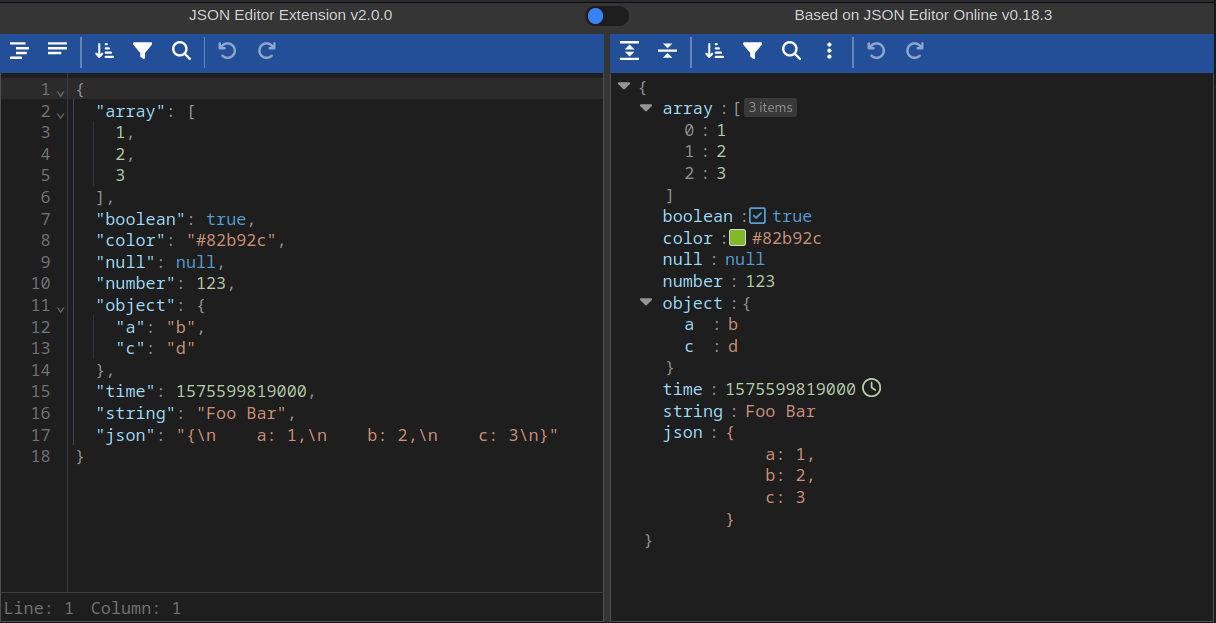 JSON Editor Extension v2.0.0
Based on JSON Editor Online v0.18.3
1 {
2 "array": [
3 1,
4 2,
5 3
6 ],
7 "boolean": true,
8 "color": "#82b92c",
9 "null": null,
10 "number": 123,
11 "object": {
12 "a": "b",
13 "c": "d"
14 },
15 "time": 1575599819000,
16 "string": "Foo Bar",
17 "json": "{\n    a: 1,\n    b: 2,\n    c: 3\n}"
18 }
Line: 1 Column: 1
{
array : [ 3 items
0 : 1
1 : 2
2 : 3
]
boolean : true
color : #82b92c
null : null
number : 123
object : {
a : b
c : d
}
time : 1575599819000
string : Foo Bar
json : {
a: 1,
b: 2,
c: 3
}
}